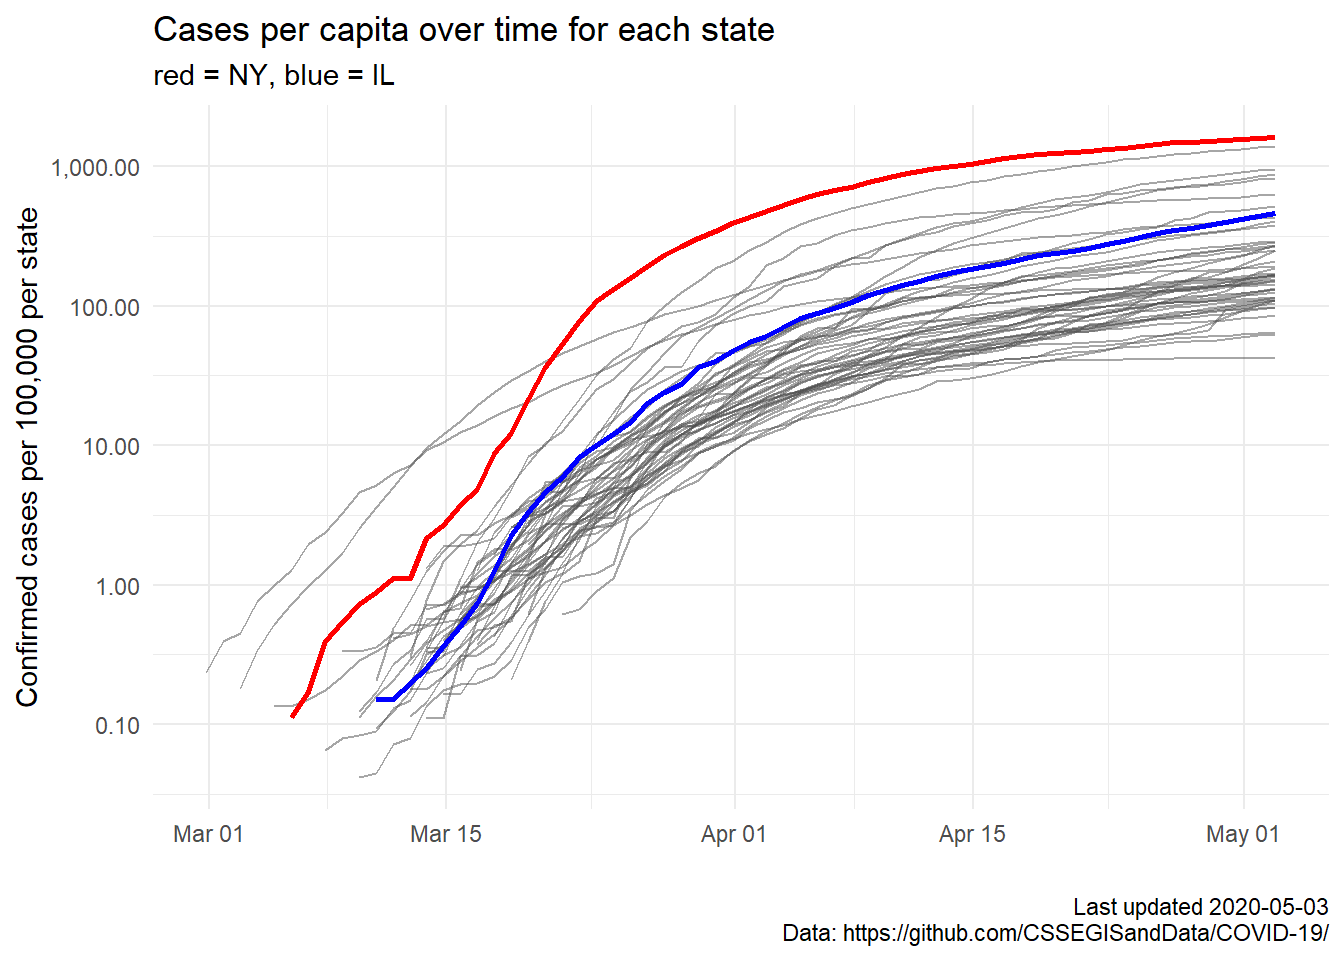 Cases per capita over time for each state
red = NY, blue = IL
Confirmed cases per 100,000 per state
1,000.00
100.00
10.00
1.00
0.10
Mar 01
Mar 15
Apr 01
Apr 15
May 01
Last updated 2020-05-03
Data: https://github.com/CSSEGISandData/COVID-19/